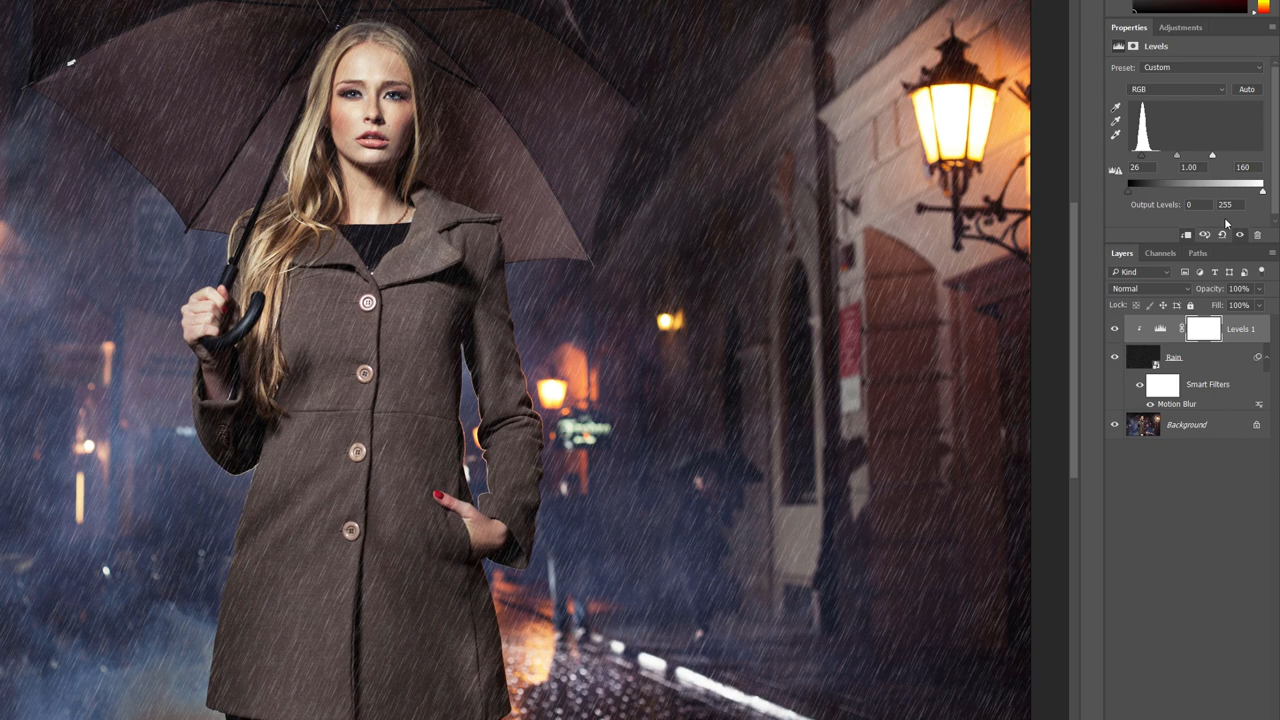 Properties Adjustments
Levels
Preset: Custom
RGB Auto
26 1.00 160
Output Levels: 0 255
Layers Channels Paths
Kind
Normal Opacity: 100%
Lock: Fill: 100%
Levels 1
Rain
Smart Filters
Motion Blur
Background